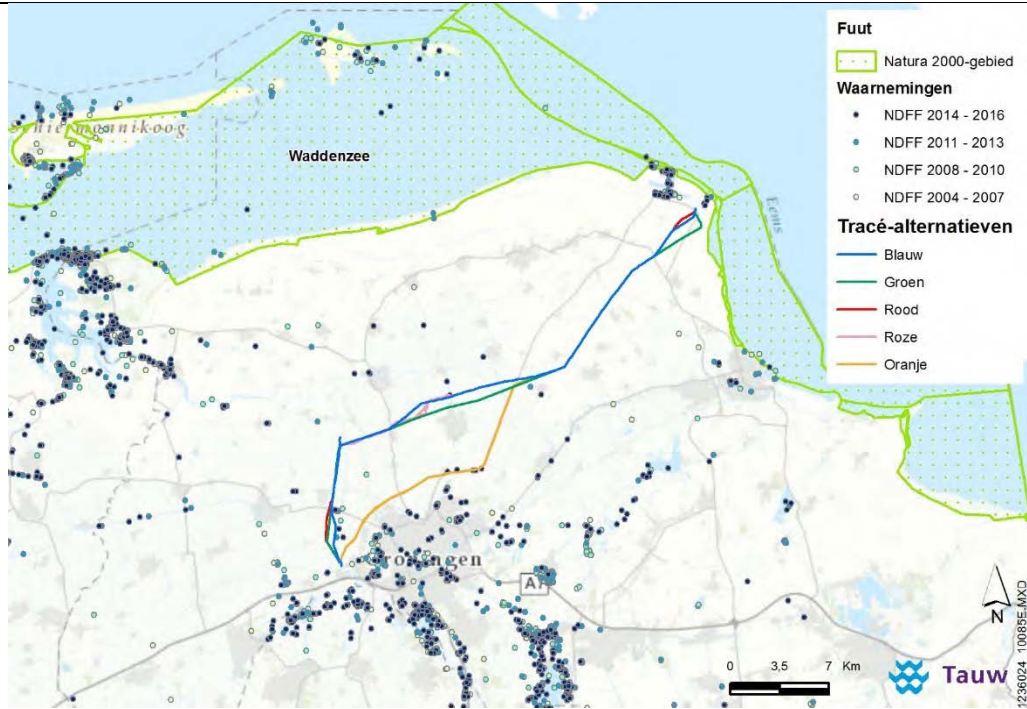 Fuut
Natura 2000-gebied
Waarnemingen
NDFF 2014 - 2016
NDFF 2011 - 2013
NDFF 2008 - 2010
NDFF 2004 - 2007
Tracé-alternatieven
Blauw
Groen
Rood
Roze
Oranje
Schiermonnikoog
Waddenzee
Eems
Groningen
A7
N
0 3,5 7 Km
Tauw
1236024_10085E.MXD